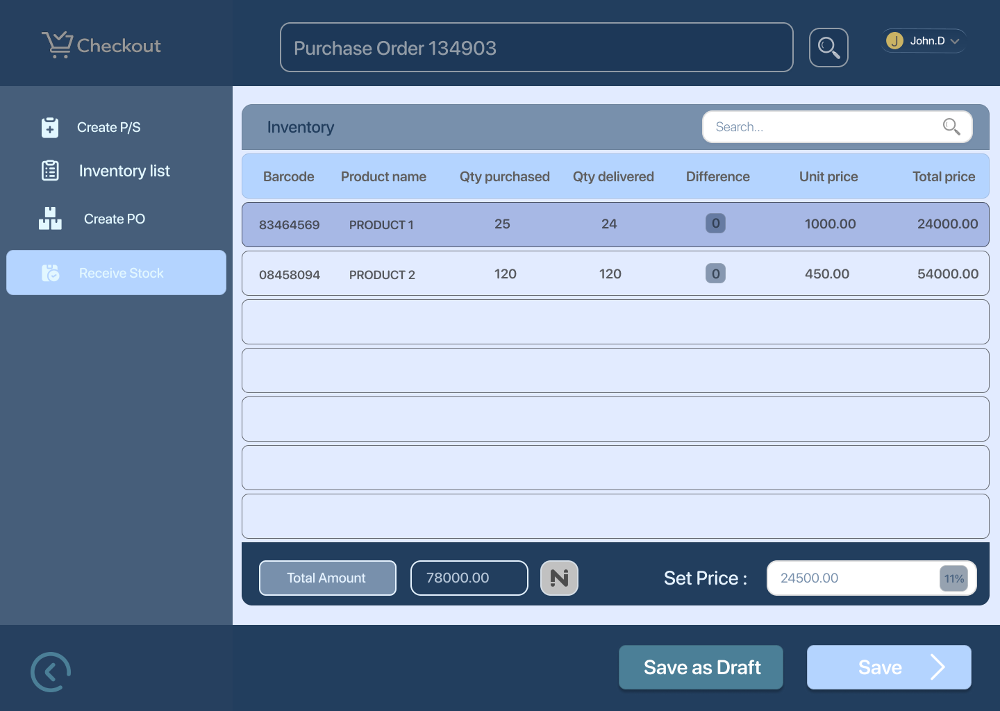 Checkout
Purchase Order 134903
J John.D
Create P/S
Inventory list
Create PO
Receive Stock
Inventory
Search...
Barcode Product name Qty purchased Qty delivered Difference Unit price Total price
83464569 PRODUCT 1 25 24 0 1000.00 24000.00
08458094 PRODUCT 2 120 120 0 450.00 54000.00
Total Amount 78000.00 N Set Price : 24500.00 11%
Save as Draft Save